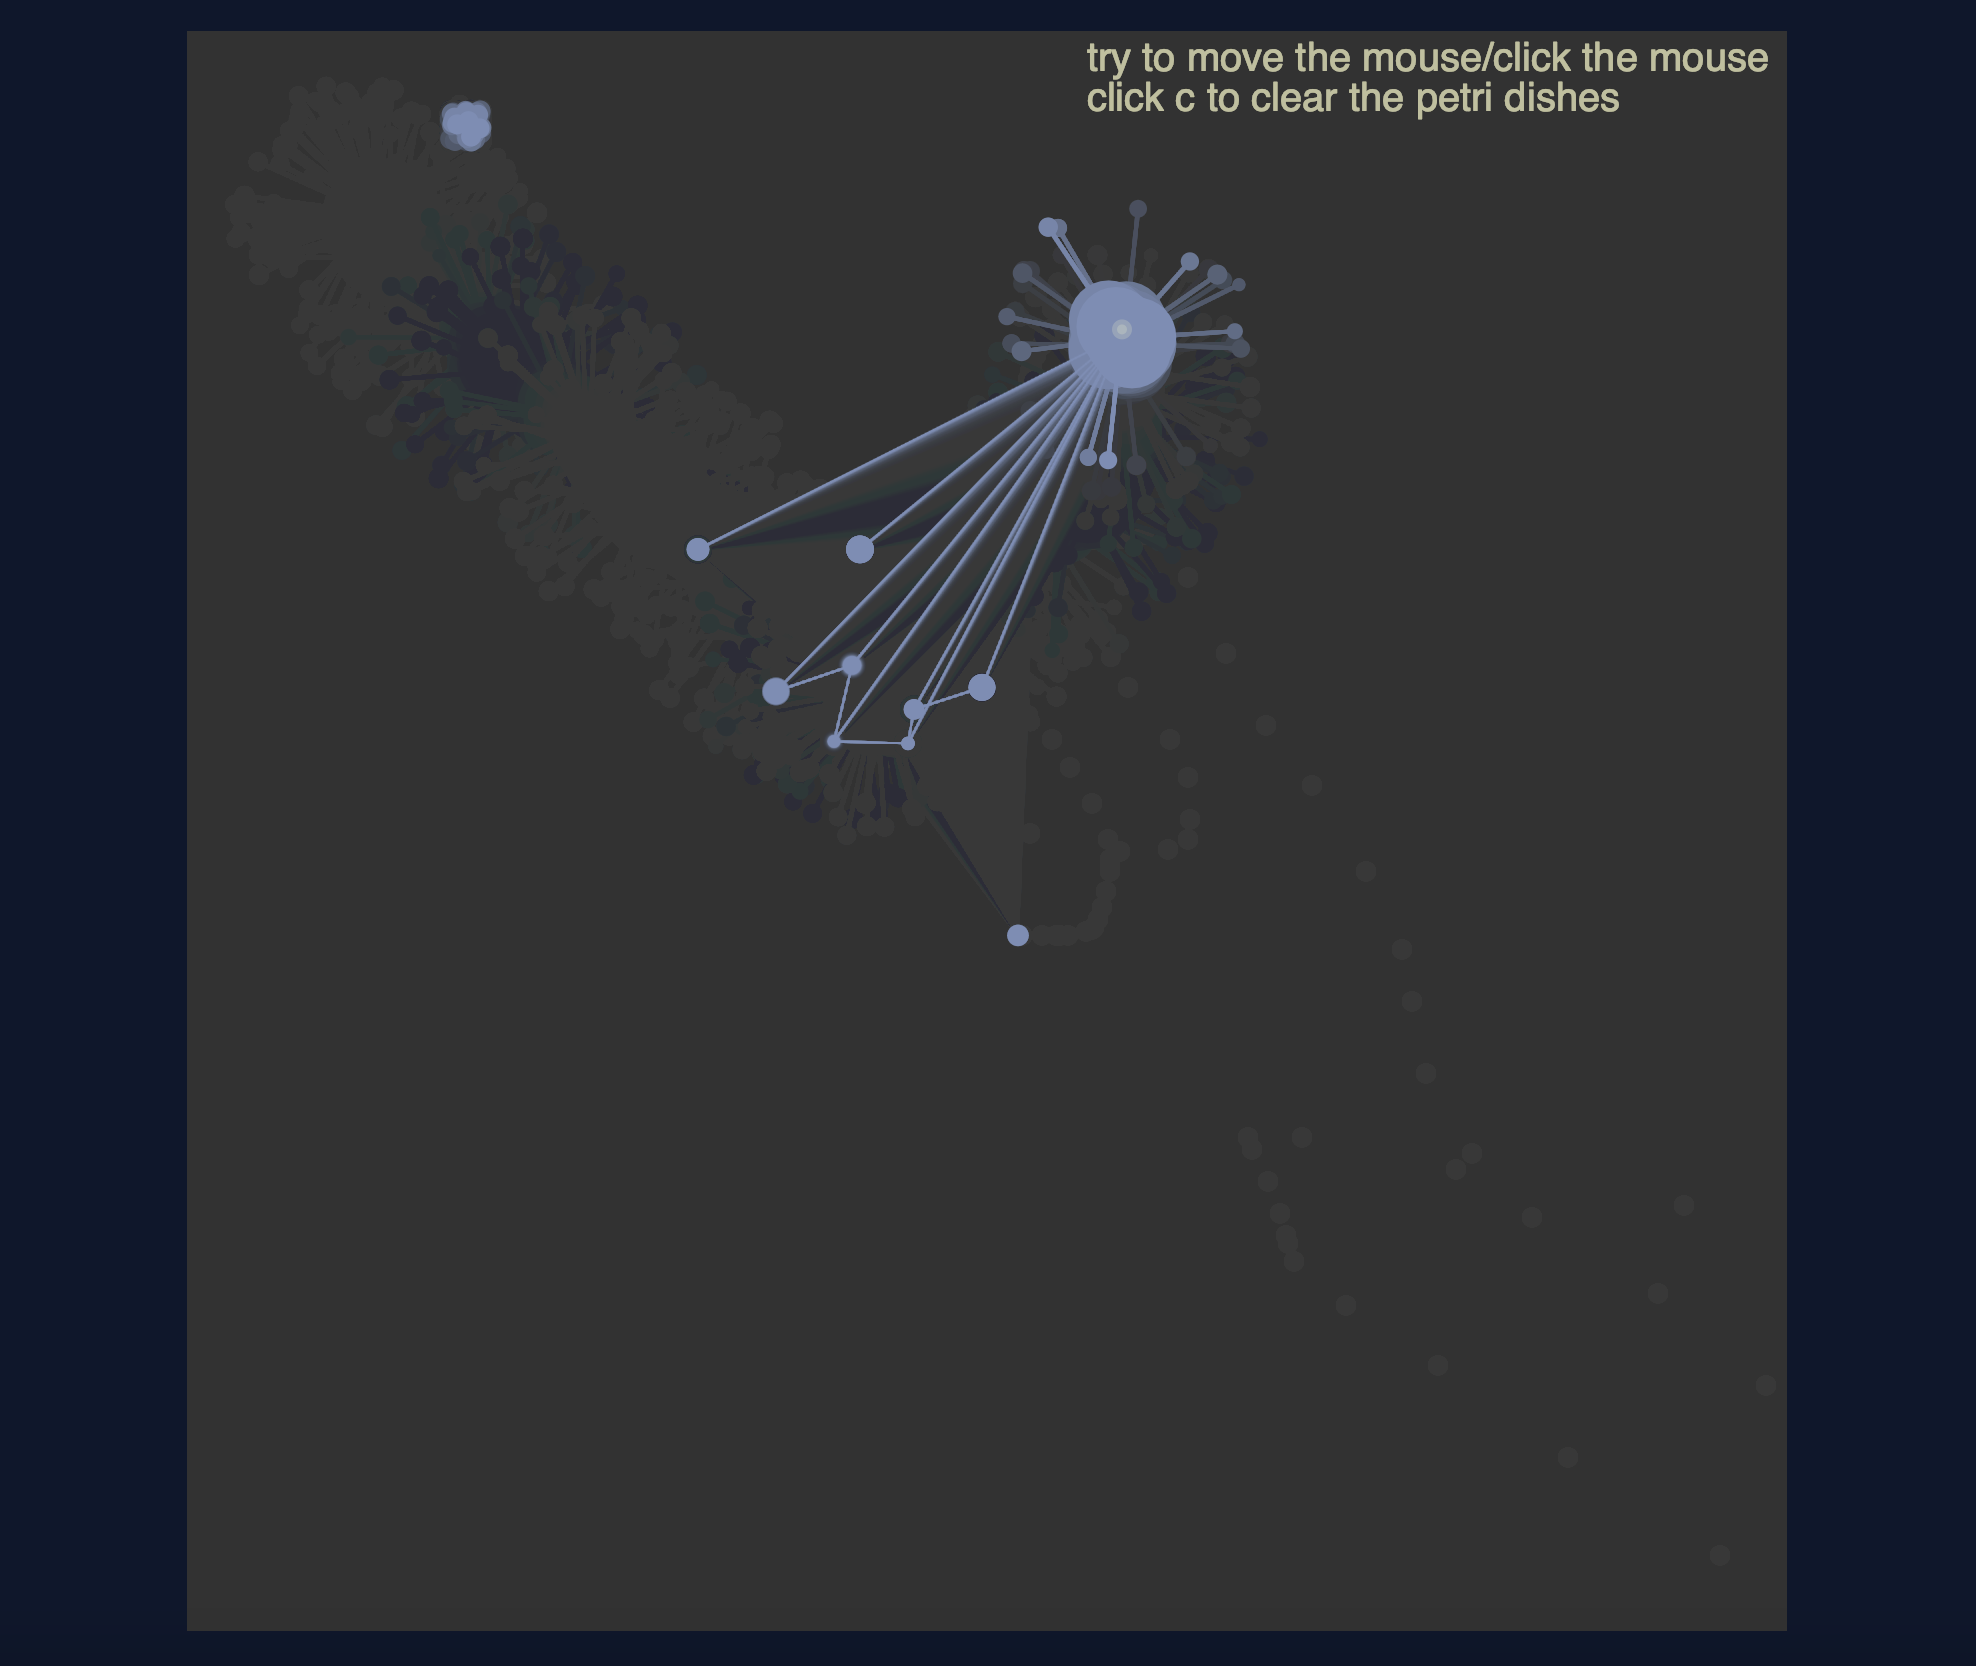 try to move the mouse/click the mouse
click c to clear the petri dishes